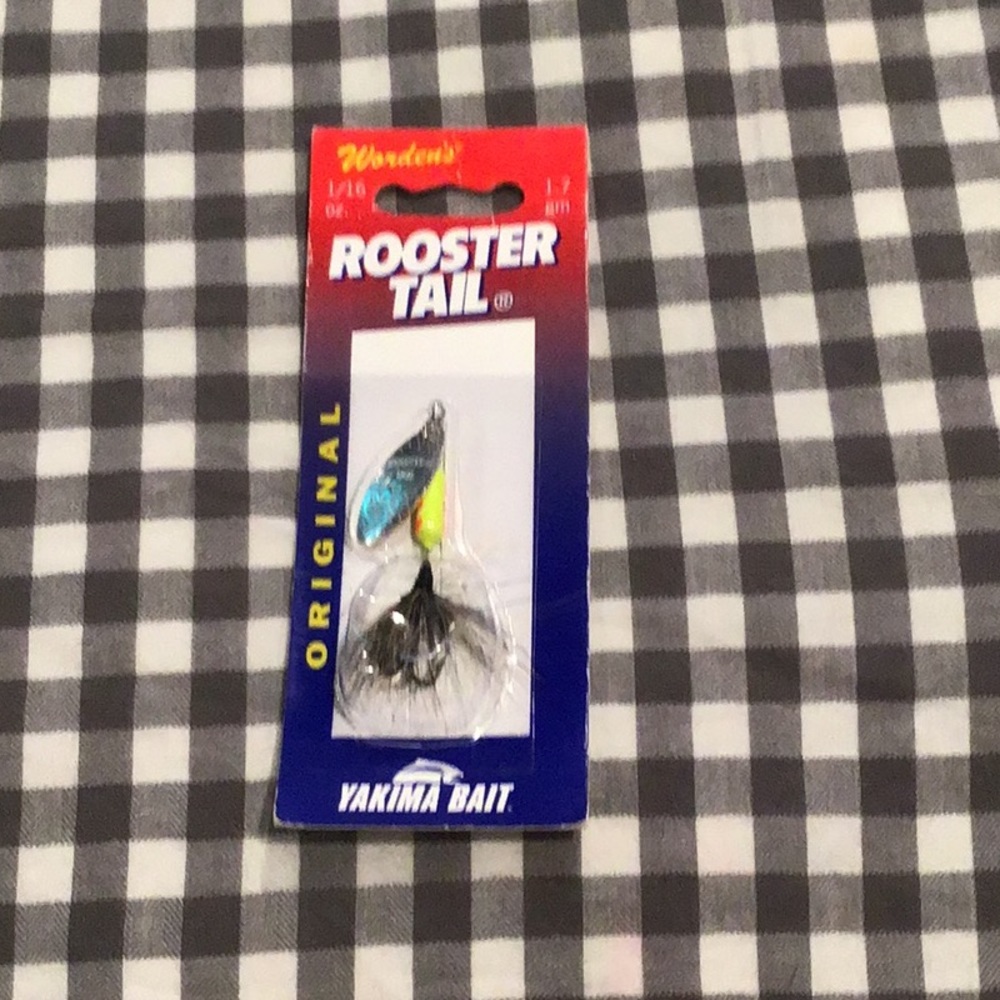 Worden's
1/16 oz.
1.7 gm
ROOSTER
TAIL ®
ORIGINAL
YAKIMA BAIT